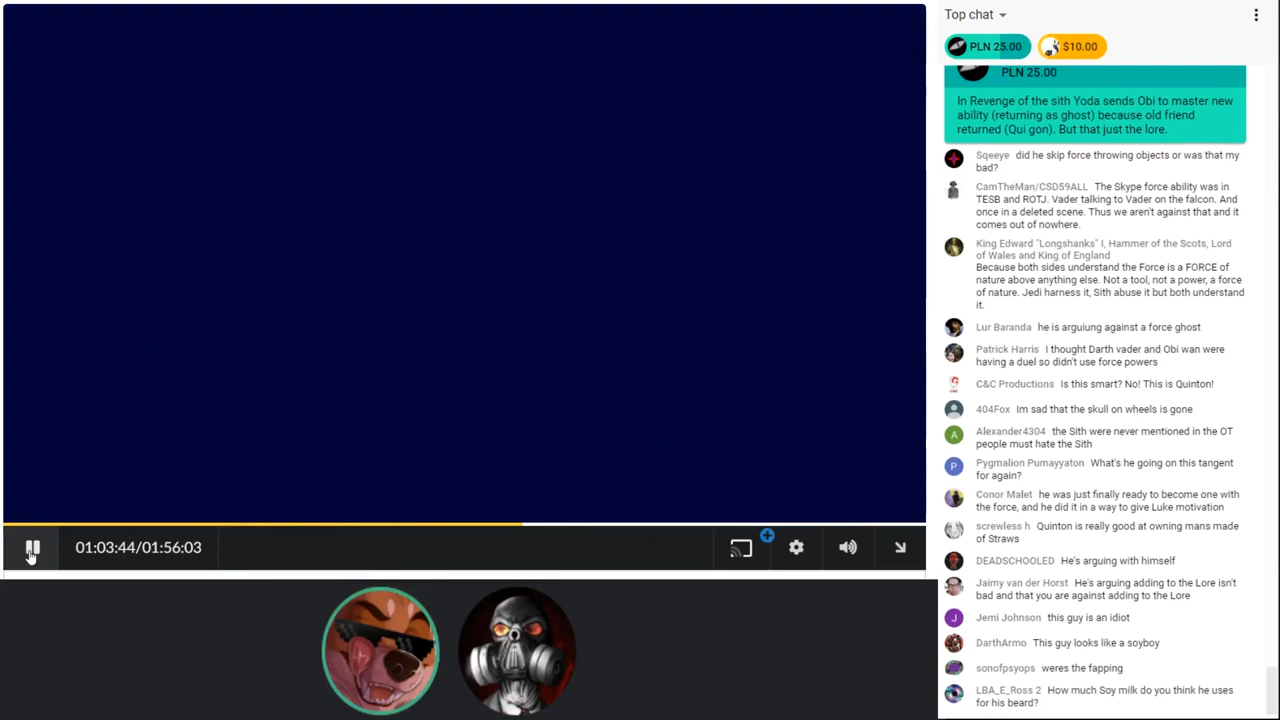 Top chat
PLN 25.00
$10.00
PLN 25.00
In Revenge of the sith Yoda sends Obi to master new
ability (returning as ghost) because old friend
returned (Qui gon). But that just the lore.
Sqeeye did he skip force throwing objects or was that my
bad?
CamTheMan/CSD59ALL The Skype force ability was in
TESB and ROTJ. Vader talking to Vader on the falcon. And
once in a deleted scene. Thus we aren't against that and it
comes out of nowhere.
King Edward "Longshanks" I, Hammer of the Scots, Lord
of Wales and King of England
Because both sides understand the Force is a FORCE of
nature above anything else. Not a tool, not a power, a force
of nature. Jedi harness it, Sith abuse it but both understand
it.
Lur Baranda he is arguiung against a force ghost
Patrick Harris I thought Darth vader and Obi wan were
having a duel so didn't use force powers
C&C Productions Is this smart? No! This is Quinton!
404Fox Im sad that the skull on wheels is gone
A
Alexander4304 the Sith were never mentioned in the OT
people must hate the Sith
P
Pygmalion Pumayyaton What's he going on this tangent
for again?
Conor Malet he was just finally ready to become one with
the force, and he did it in a way to give Luke motivation
screwless h Quinton is really good at owning mans made
of Straws
DEADSCHOOLED He's arguing with himself
Jaimy van der Horst He's arguing adding to the Lore isn't
bad and that you are against adding to the Lore
J
Jemi Johnson this guy is an idiot
DarthArmo This guy looks like a soyboy
sonofpsyops weres the fapping
LBA_E_Ross 2 How much Soy milk do you think he uses
for his beard?
01:03:44/01:56:03